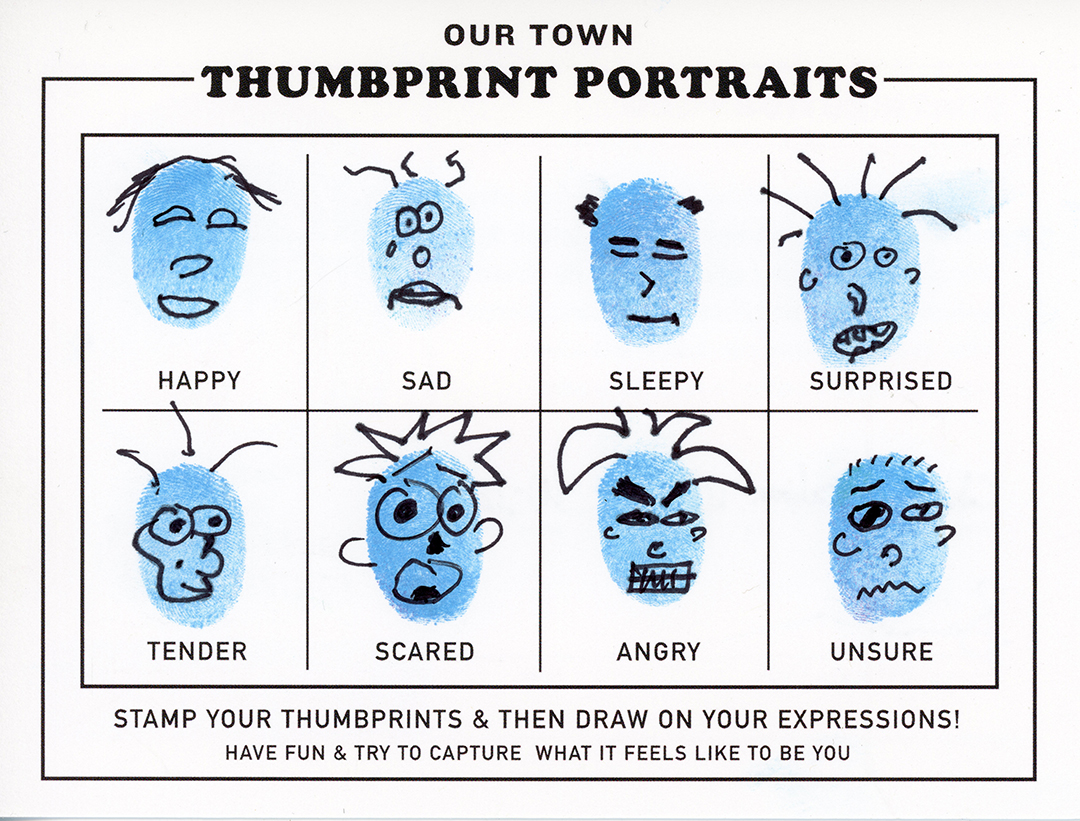 OUR TOWN
THUMBPRINT PORTRAITS
HAPPY
SAD
SLEEPY
SURPRISED
TENDER
SCARED
ANGRY
UNSURE
STAMP YOUR THUMBPRINTS & THEN DRAW ON YOUR EXPRESSIONS!
HAVE FUN & TRY TO CAPTURE WHAT IT FEELS LIKE TO BE YOU